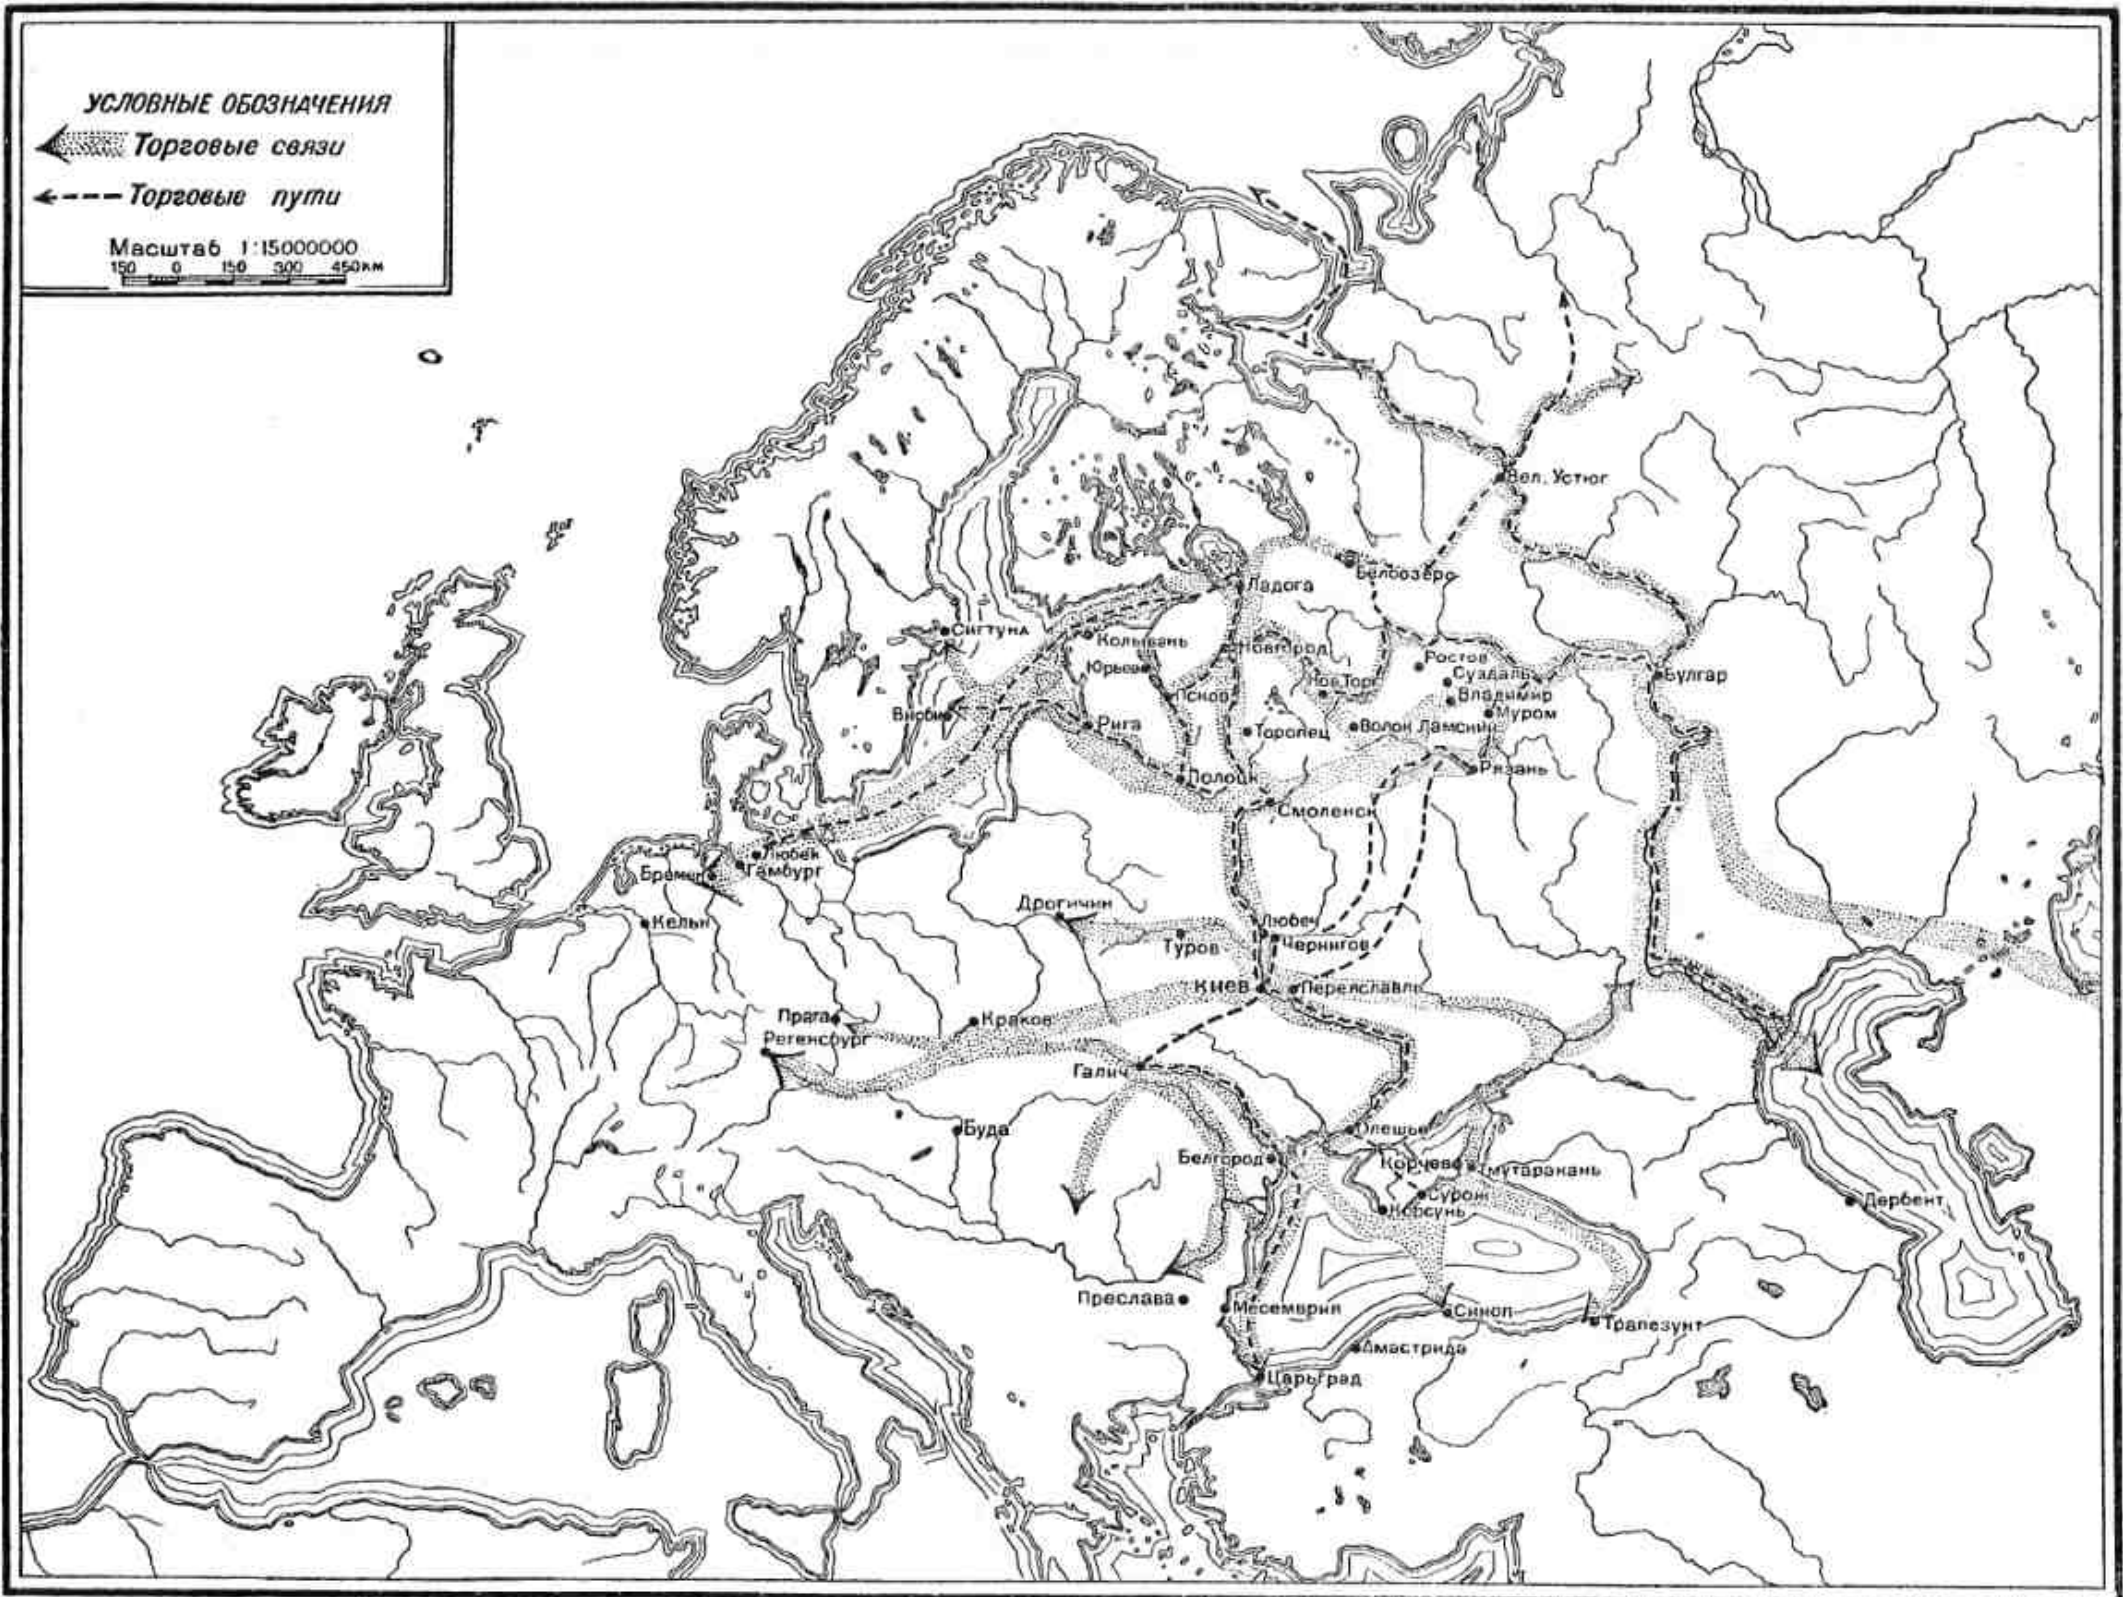 УСЛОВНЫЕ ОБОЗНАЧЕНИЯ
Торговые связи
Торговые пути
Масштаб 1:15000000
150 0 150 300 450км
Вел. Устюг
Белоозеро
Ладога
Сигтуна
Колывань
Новгород
Юрьев
Ростов
Суздаль
Булгар
Нов. Торг
Псков
Владимир
Висби
Муром
Рига
Торопец
Волок Ламский
Полоцк
Рязань
Смоленск
Любек
Гамбург
Бремен
Дрогичин
Кельн
Любеч
Туров
Чернигов
Киев
Переяславль
Прага
Краков
Регенсбург
Галич
Буда
Олешье
Белгород
Корчево
Тмутаракань
Сурож
Дербент
Корсунь
Преслава
Месемврия
Синоп
Трапезунт
Амастрида
Царьград